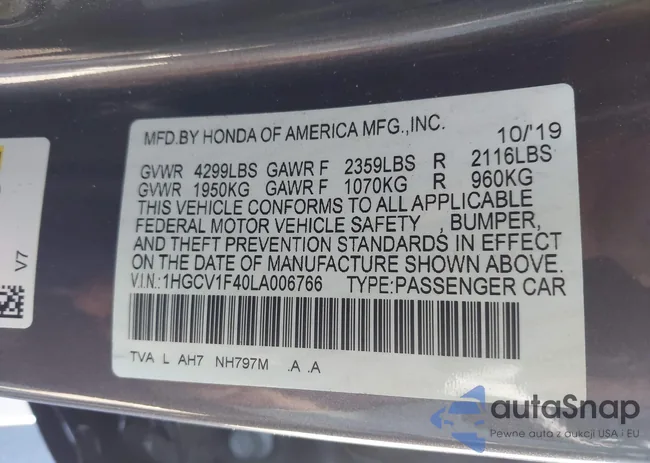 MFD.BY HONDA OF AMERICA MFG.,INC. 10/'19
GVWR 4299LBS GAWR F 2359LBS R 2116LBS
GVWR 1950KG GAWR F 1070KG R 960KG
THIS VEHICLE CONFORMS TO ALL APPLICABLE
FEDERAL MOTOR VEHICLE SAFETY , BUMPER,
AND THEFT PREVENTION STANDARDS IN EFFECT
ON THE DATE OF MANUFACTURE SHOWN ABOVE.
V.I.N.:1HGCV1F40LA006766 TYPE:PASSENGER CAR
TVA L AH7 NH797M .A .A
V7
autaSnap
Pewne auta z aukcji USA i EU